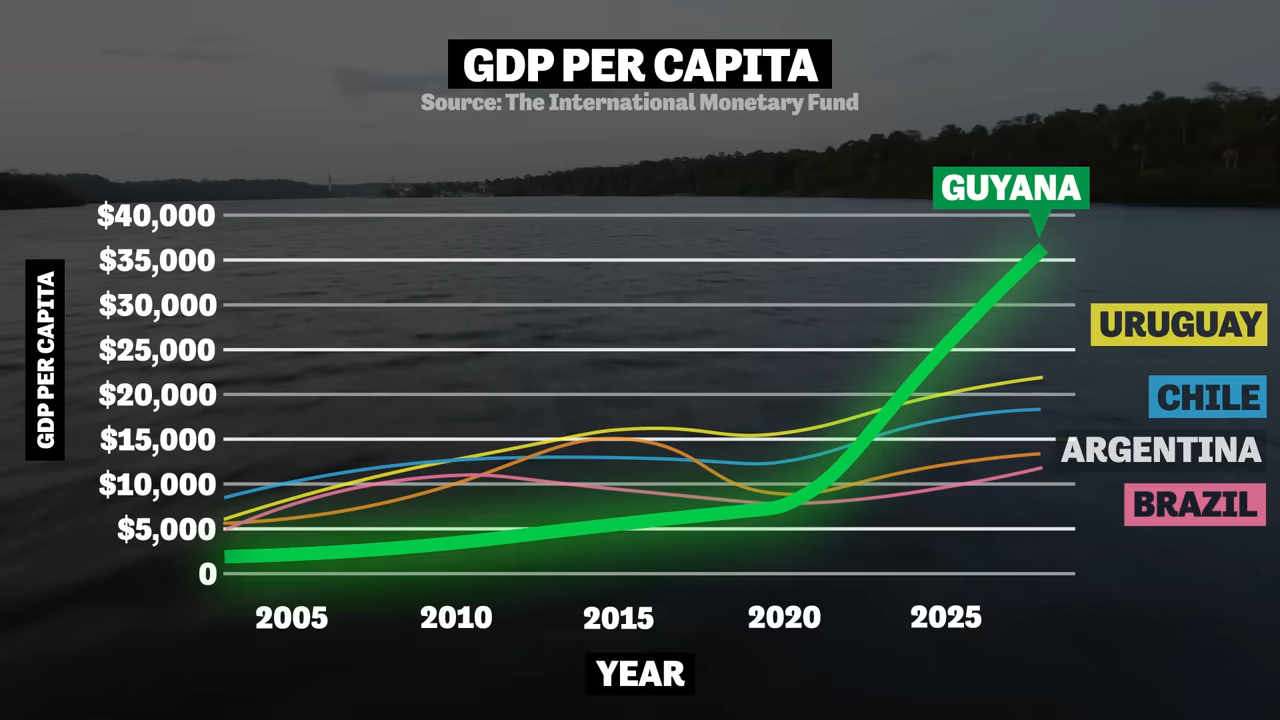 GDP PER CAPITA
Source: The International Monetary Fund
GUYANA
$40,000
$35,000
$30,000
$25,000
$20,000
$15,000
$10,000
$5,000
0
GDP PER CAPITA
URUGUAY
CHILE
ARGENTINA
BRAZIL
2005 2010 2015 2020 2025
YEAR